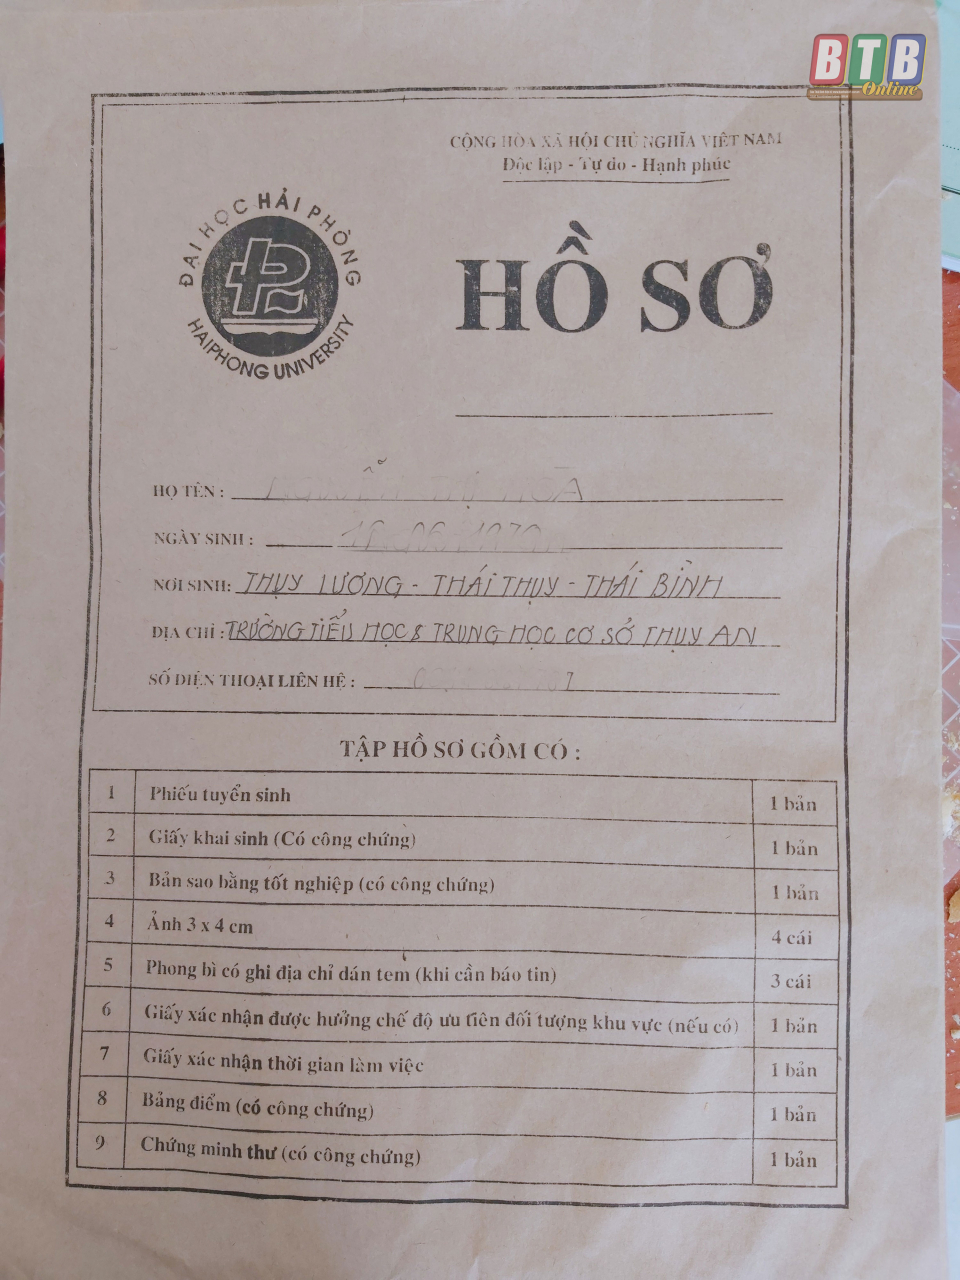 BTB
Online
CỘNG HÒA XÃ HỘI CHỦ NGHĨA VIỆT NAM
Độc lập - Tự do - Hạnh phúc
ĐẠI HỌC HẢI PHÒNG
HAIPHONG UNIVERSITY
HỒ SƠ
HỌ TÊN :
NGÀY SINH :
NƠI SINH: THỤY LƯƠNG - THÁI THỤY - THÁI BÌNH
ĐỊA CHỈ : TRƯỜNG TIỂU HỌC & TRUNG HỌC CƠ SỞ THỤY AN
SỐ ĐIỆN THOẠI LIÊN HỆ :
TẬP HỒ SƠ GỒM CÓ :
1 Phiếu tuyển sinh 1 bản
2 Giấy khai sinh (Có công chứng) 1 bản
3 Bản sao bằng tốt nghiệp (có công chứng) 1 bản
4 Ảnh 3 x 4 cm 4 cái
5 Phong bì có ghi địa chỉ dán tem (khi cần báo tin) 3 cái
6 Giấy xác nhận được hưởng chế độ ưu tiên đối tượng khu vực (nếu có) 1 bản
7 Giấy xác nhận thời gian làm việc 1 bản
8 Bảng điểm (có công chứng) 1 bản
9 Chứng minh thư (có công chứng) 1 bản